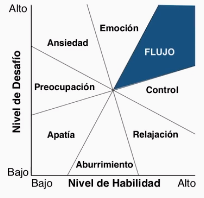 Alto
Emoción
Ansiedad
FLUJO
Preocupación
Control
Nivel de Desafío
Apatía
Relajación
Aburrimiento
Bajo
Bajo
Nivel de Habilidad
Alto